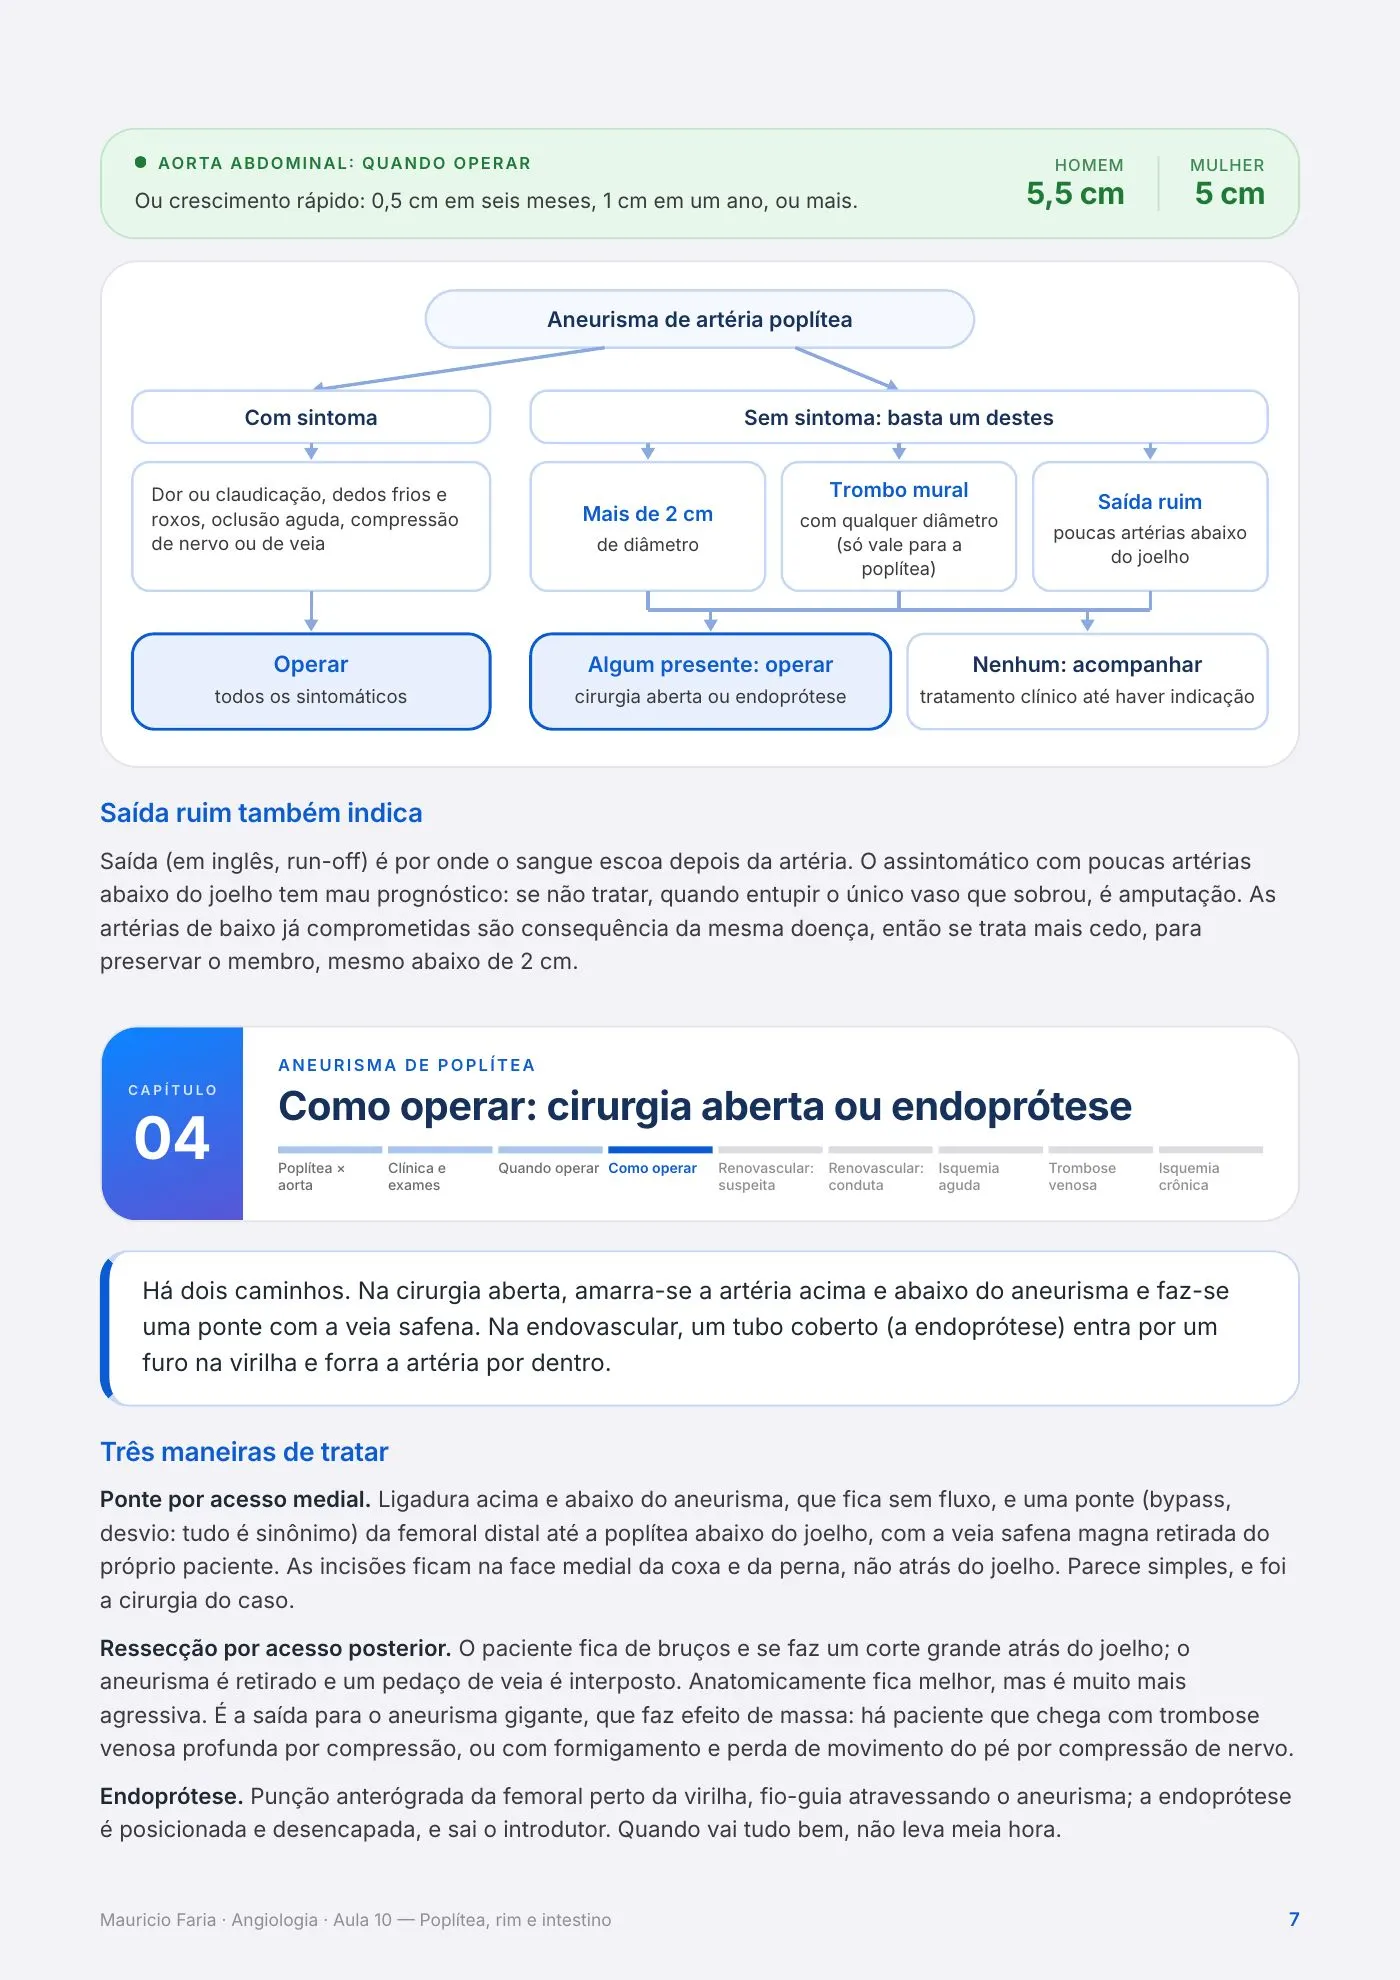 AORTA ABDOMINAL: QUANDO OPERAR
Ou crescimento rápido: 0,5 cm em seis meses, 1 cm em um ano, ou mais.
HOMEM
5,5 cm
MULHER
5 cm
Aneurisma de artéria poplítea
Com sintoma
Sem sintoma: basta um destes
Dor ou claudicação, dedos frios e
roxos, oclusão aguda, compressão
de nervo ou de veia
Mais de 2 cm
de diâmetro
Trombo mural
com qualquer diâmetro
(só vale para a
poplítea)
Saída ruim
poucas artérias abaixo
do joelho
Operar
todos os sintomáticos
Algum presente: operar
cirurgia aberta ou endoprótese
Nenhum: acompanhar
tratamento clínico até haver indicação
Saída ruim também indica
Saída (em inglês, run-off) é por onde o sangue escoa depois da artéria. O assintomático com poucas artérias
abaixo do joelho tem mau prognóstico: se não tratar, quando entupir o único vaso que sobrou, é amputação. As
artérias de baixo já comprometidas são consequência da mesma doença, então se trata mais cedo, para
preservar o membro, mesmo abaixo de 2 cm.
CAPÍTULO
04
ANEURISMA DE POPLÍTEA
Como operar: cirurgia aberta ou endoprótese
Poplítea ×
aorta
Clínica e
exames
Quando operar
Como operar
Renovascular:
suspeita
Renovascular:
conduta
Isquemia
aguda
Trombose
venosa
Isquemia
crônica
Há dois caminhos. Na cirurgia aberta, amarra-se a artéria acima e abaixo do aneurisma e faz-se
uma ponte com a veia safena. Na endovascular, um tubo coberto (a endoprótese) entra por um
furo na virilha e forra a artéria por dentro.
Três maneiras de tratar
Ponte por acesso medial. Ligadura acima e abaixo do aneurisma, que fica sem fluxo, e uma ponte (bypass,
desvio: tudo é sinônimo) da femoral distal até a poplítea abaixo do joelho, com a veia safena magna retirada do
próprio paciente. As incisões ficam na face medial da coxa e da perna, não atrás do joelho. Parece simples, e foi
a cirurgia do caso.
Ressecção por acesso posterior. O paciente fica de bruços e se faz um corte grande atrás do joelho; o
aneurisma é retirado e um pedaço de veia é interposto. Anatomicamente fica melhor, mas é muito mais
agressiva. É a saída para o aneurisma gigante, que faz efeito de massa: há paciente que chega com trombose
venosa profunda por compressão, ou com formigamento e perda de movimento do pé por compressão de nervo.
Endoprótese. Punção anterógrada da femoral perto da virilha, fio-guia atravessando o aneurisma; a endoprótese
é posicionada e desencapada, e sai o introdutor. Quando vai tudo bem, não leva meia hora.
Mauricio Faria · Angiologia · Aula 10 — Poplítea, rim e intestino
7